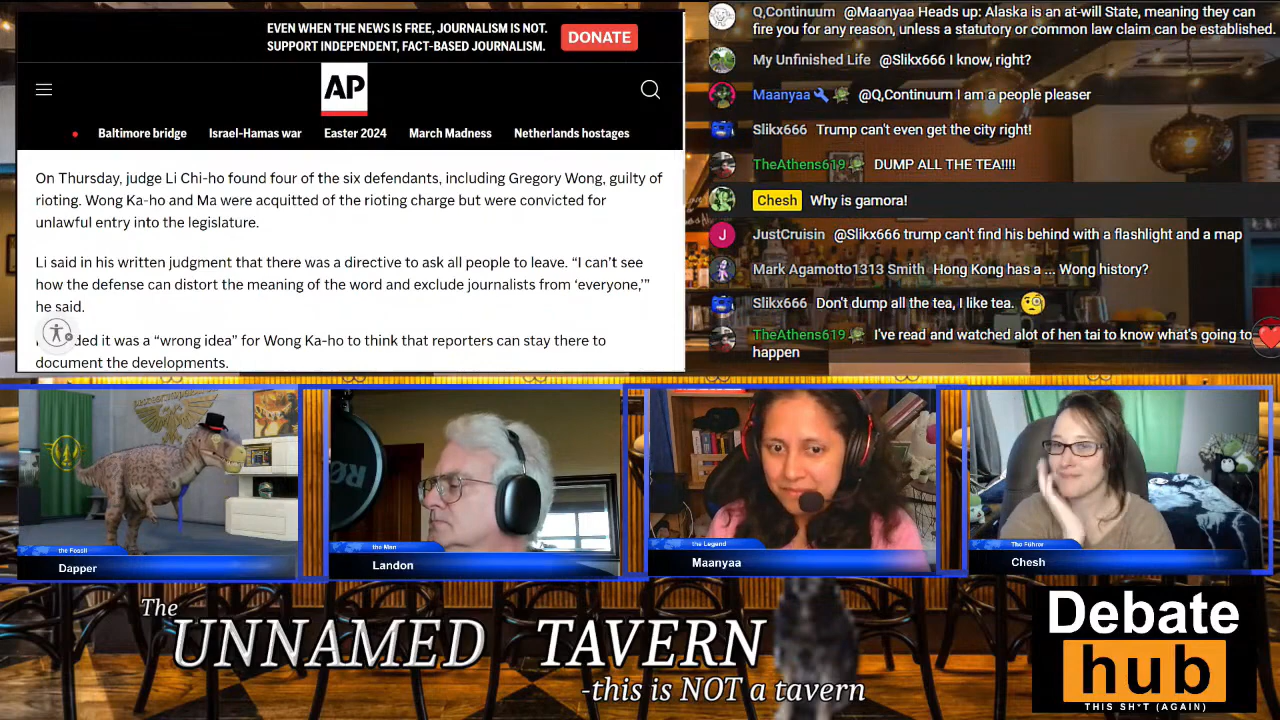 EVEN WHEN THE NEWS IS FREE, JOURNALISM IS NOT.
SUPPORT INDEPENDENT, FACT-BASED JOURNALISM.
DONATE
AP
Baltimore bridge
Israel-Hamas war
Easter 2024
March Madness
Netherlands hostages
On Thursday, judge Li Chi-ho found four of the six defendants, including Gregory Wong, guilty of
rioting. Wong Ka-ho and Ma were acquitted of the rioting charge but were convicted for
unlawful entry into the legislature.
Li said in his written judgment that there was a directive to ask all people to leave. “I can’t see
how the defense can distort the meaning of the word and exclude journalists from ‘everyone,’”
he said.
it was a “wrong idea” for Wong Ka-ho to think that reporters can stay there to
document the developments.
Q,Continuum @Maanyaa Heads up: Alaska is an at-will State, meaning they can
fire you for any reason, unless a statutory or common law claim can be established.
My Unfinished Life @Slikx666 I know, right?
Maanyaa @Q,Continuum I am a people pleaser
Slikx666 Trump can't even get the city right!
TheAthens619 DUMP ALL THE TEA!!!!
Chesh Why is gamora!
J JustCruisin @Slikx666 trump can't find his behind with a flashlight and a map
Mark Agamotto1313 Smith Hong Kong has a ... Wong history?
Slikx666 Don't dump all the tea, I like tea.
TheAthens619 I've read and watched alot of hen tai to know what's going to
happen
the Fossil
Dapper
RØDE
the Man
Landon
the Legend
Maanyaa
The Führer
Chesh
The
UNNAMED TAVERN
-this is NOT a tavern
Debate
hub
THIS SH*T (AGAIN)